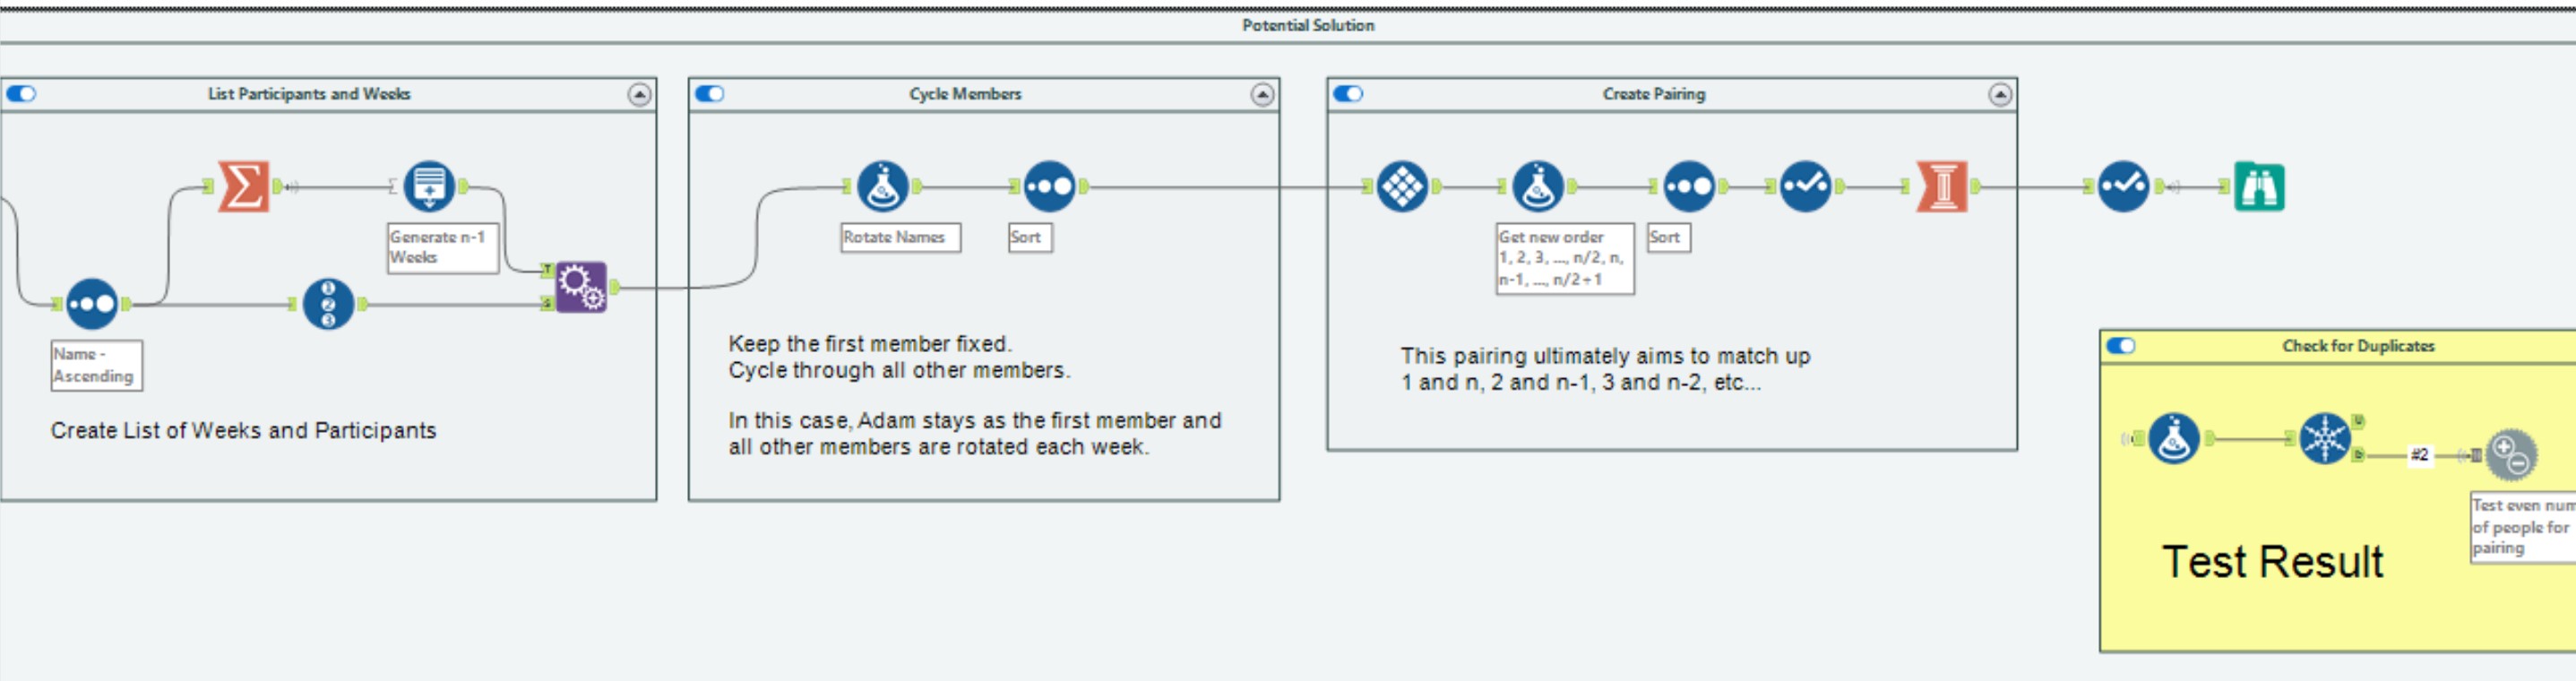 Potential Solution
List Participants and Weeks
Generate n-1
Weeks
1
2
3
T
S
Name -
Ascending
Create List of Weeks and Participants
Cycle Members
Rotate Names
Sort
Keep the first member fixed.
Cycle through all other members.
In this case, Adam stays as the first member and
all other members are rotated each week.
Create Pairing
Get new order
1, 2, 3, ..., n/2, n,
n-1, ..., n/2+1
Sort
This pairing ultimately aims to match up
1 and n, 2 and n-1, 3 and n-2, etc...
Check for Duplicates
U
D
#2
Test even num
of people for
pairing
Test Result